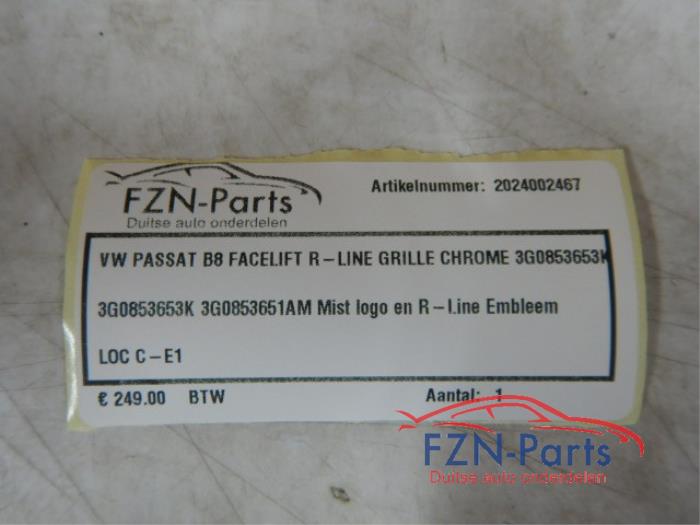 FZN-Parts
Duitse auto onderdelen
Artikelnummer: 2024002467
VW PASSAT B8 FACELIFT R-LINE GRILLE CHROME 3G0853653K
3G0853653K 3G0853651AM Mist logo en R-Line Embleem
LOC C-E1
€ 249.00 BTW Aantal: 1
FZN-Parts
Duitse auto onderdelen